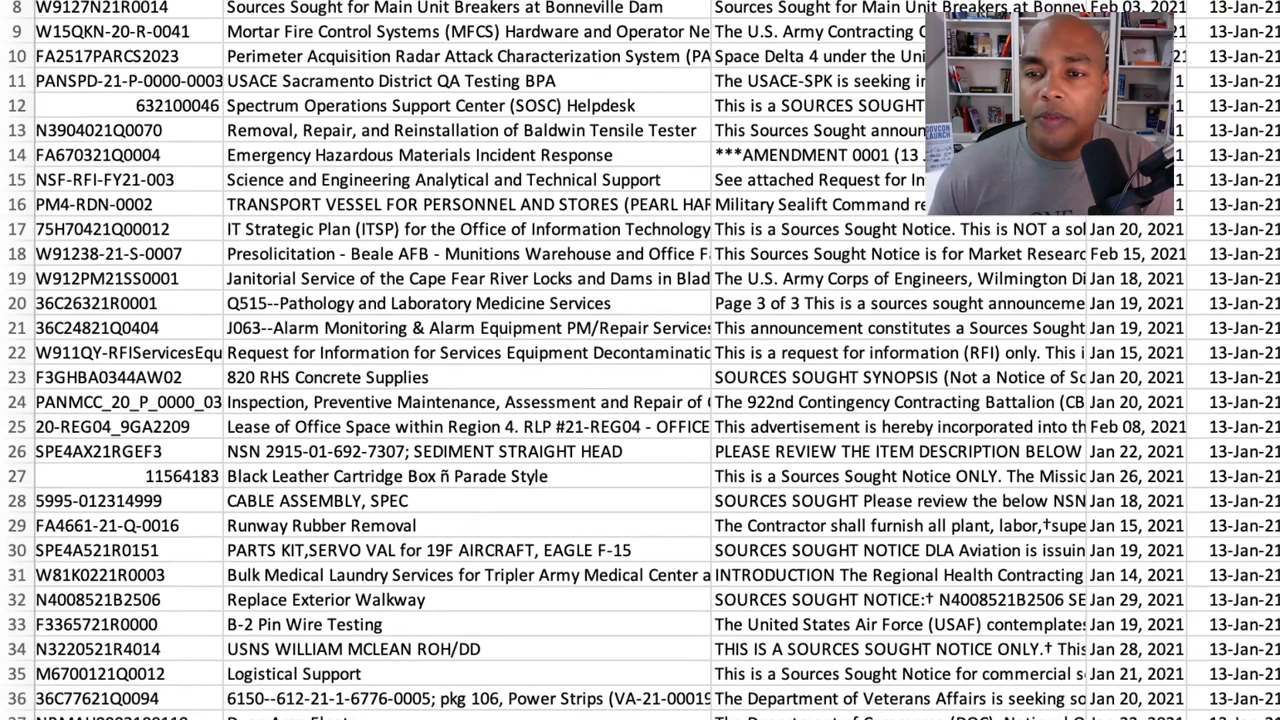 8 W9127N21R0014 Sources Sought for Main Unit Breakers at Bonneville Dam Sources Sought for Main Unit Breakers at Bonnev Feb 03, 2021 13-Jan-21
9 W15QKN-20-R-0041 Mortar Fire Control Systems (MFCS) Hardware and Operator Ne The U.S. Army Contracting C 13-Jan-21
10 FA2517PARCS2023 Perimeter Acquisition Radar Attack Characterization System (PA Space Delta 4 under the Uni 13-Jan-21
11 PANSPD-21-P-0000-0003 USACE Sacramento District QA Testing BPA The USACE-SPK is seeking in 13-Jan-21
12 632100046 Spectrum Operations Support Center (SOSC) Helpdesk This is a SOURCES SOUGHT 13-Jan-21
13 N3904021Q0070 Removal, Repair, and Reinstallation of Baldwin Tensile Tester This Sources Sought announ GOVCON LAUNCH 13-Jan-21
14 FA670321Q0004 Emergency Hazardous Materials Incident Response ***AMENDMENT 0001 (13 13-Jan-21
15 NSF-RFI-FY21-003 Science and Engineering Analytical and Technical Support See attached Request for In 13-Jan-21
16 PM4-RDN-0002 TRANSPORT VESSEL FOR PERSONNEL AND STORES (PEARL HAR Military Sealift Command re 13-Jan-21
17 75H70421Q00012 IT Strategic Plan (ITSP) for the Office of Information Technology This is a Sources Sought Notice. This is NOT a sol Jan 20, 2021 13-Jan-21
18 W91238-21-S-0007 Presolicitation - Beale AFB - Munitions Warehouse and Office F This Sources Sought Notice is for Market Researc Feb 15, 2021 13-Jan-21
19 W912PM21SS0001 Janitorial Service of the Cape Fear River Locks and Dams in Blad The U.S. Army Corps of Engineers, Wilmington Di Jan 18, 2021 13-Jan-21
20 36C26321R0001 Q515--Pathology and Laboratory Medicine Services Page 3 of 3 This is a sources sought announceme Jan 19, 2021 13-Jan-21
21 36C24821Q0404 J063--Alarm Monitoring & Alarm Equipment PM/Repair Services This announcement constitutes a Sources Sought Jan 19, 2021 13-Jan-21
22 W911QY-RFIServicesEqu Request for Information for Services Equipment Decontaminatic This is a request for information (RFI) only. This i Jan 15, 2021 13-Jan-21
23 F3GHBA0344AW02 820 RHS Concrete Supplies SOURCES SOUGHT SYNOPSIS (Not a Notice of So Jan 20, 2021 13-Jan-21
24 PANMCC_20_P_0000_03 Inspection, Preventive Maintenance, Assessment and Repair of The 922nd Contingency Contracting Battalion (CB Jan 20, 2021 13-Jan-21
25 20-REG04_9GA2209 Lease of Office Space within Region 4. RLP #21-REG04 - OFFICE This advertisement is hereby incorporated into th Feb 08, 2021 13-Jan-21
26 SPE4AX21RGEF3 NSN 2915-01-692-7307; SEDIMENT STRAIGHT HEAD PLEASE REVIEW THE ITEM DESCRIPTION BELOW Jan 22, 2021 13-Jan-21
27 11564183 Black Leather Cartridge Box ñ Parade Style This is a Sources Sought Notice ONLY. The Missic Jan 26, 2021 13-Jan-21
28 5995-012314999 CABLE ASSEMBLY, SPEC SOURCES SOUGHT Please review the below NSN Jan 18, 2021 13-Jan-21
29 FA4661-21-Q-0016 Runway Rubber Removal The Contractor shall furnish all plant, labor,†supe Jan 15, 2021 13-Jan-21
30 SPE4A521R0151 PARTS KIT,SERVO VAL for 19F AIRCRAFT, EAGLE F-15 SOURCES SOUGHT NOTICE DLA Aviation is issuin Jan 19, 2021 13-Jan-21
31 W81K0221R0003 Bulk Medical Laundry Services for Tripler Army Medical Center a INTRODUCTION The Regional Health Contracting Jan 14, 2021 13-Jan-21
32 N4008521B2506 Replace Exterior Walkway SOURCES SOUGHT NOTICE:† N4008521B2506 SE Jan 29, 2021 13-Jan-21
33 F3365721R0000 B-2 Pin Wire Testing The United States Air Force (USAF) contemplates Jan 19, 2021 13-Jan-21
34 N3220521R4014 USNS WILLIAM MCLEAN ROH/DD THIS IS A SOURCES SOUGHT NOTICE ONLY.† This Jan 28, 2021 13-Jan-21
35 M6700121Q0012 Logistical Support This is a Sources Sought Notice for commercial s Jan 21, 2021 13-Jan-21
36 36C77621Q0094 6150--612-21-1-6776-0005; pkg 106, Power Strips (VA-21-00019 The Department of Veterans Affairs is seeking so Jan 20, 2021 13-Jan-21